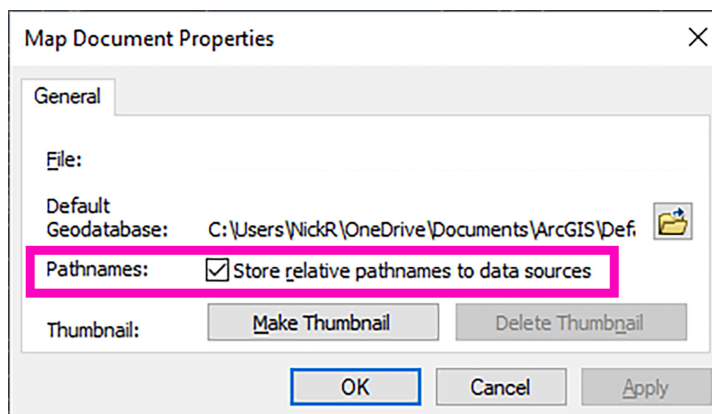 Map Document Properties
General
File:
Default
Geodatabase: C:\Users\NickR\OneDrive\Documents\ArcGIS\Defa
Pathnames: Store relative pathnames to data sources
Thumbnail: Make Thumbnail Delete Thumbnail
OK Cancel Apply